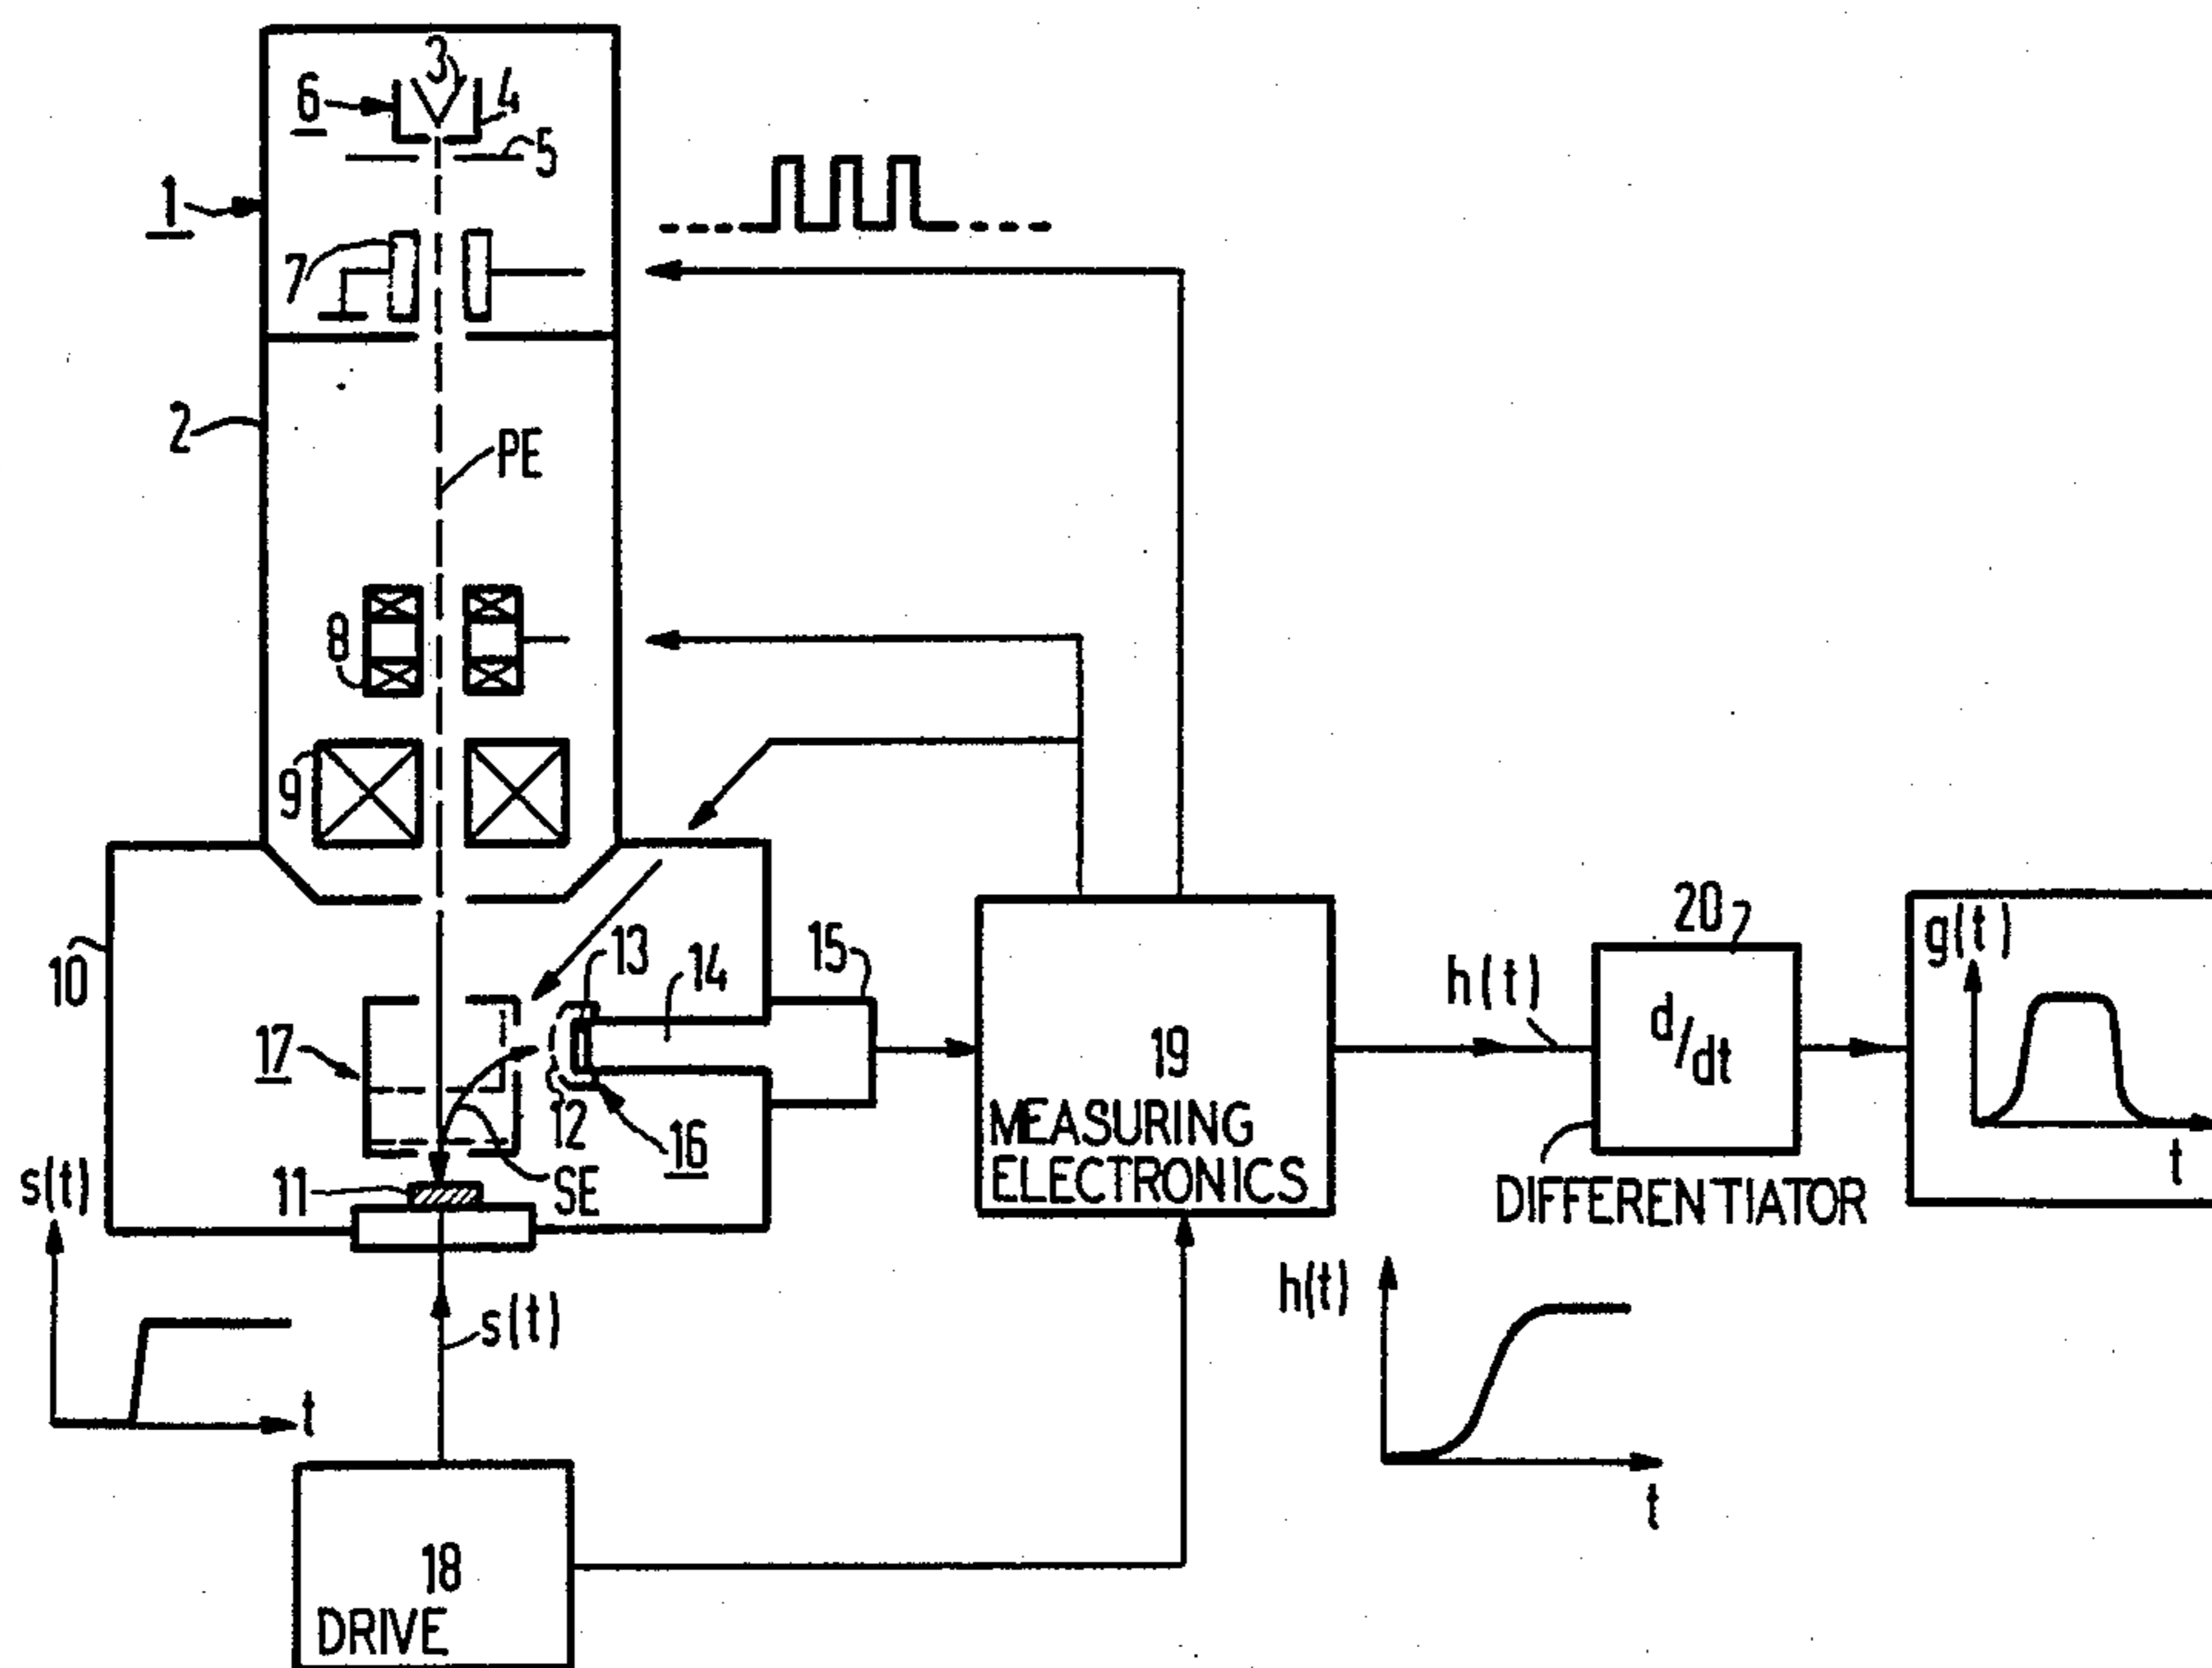 3
6
4
5
1
7
2
PE
8
9
10
13
14
15
17
12
16
SE
11
s(t)
t
s(t)
18
DRIVE
19
MEASURING
ELECTRONICS
h(t)
20
d/dt
DIFFERENTIATOR
g(t)
t
h(t)
t